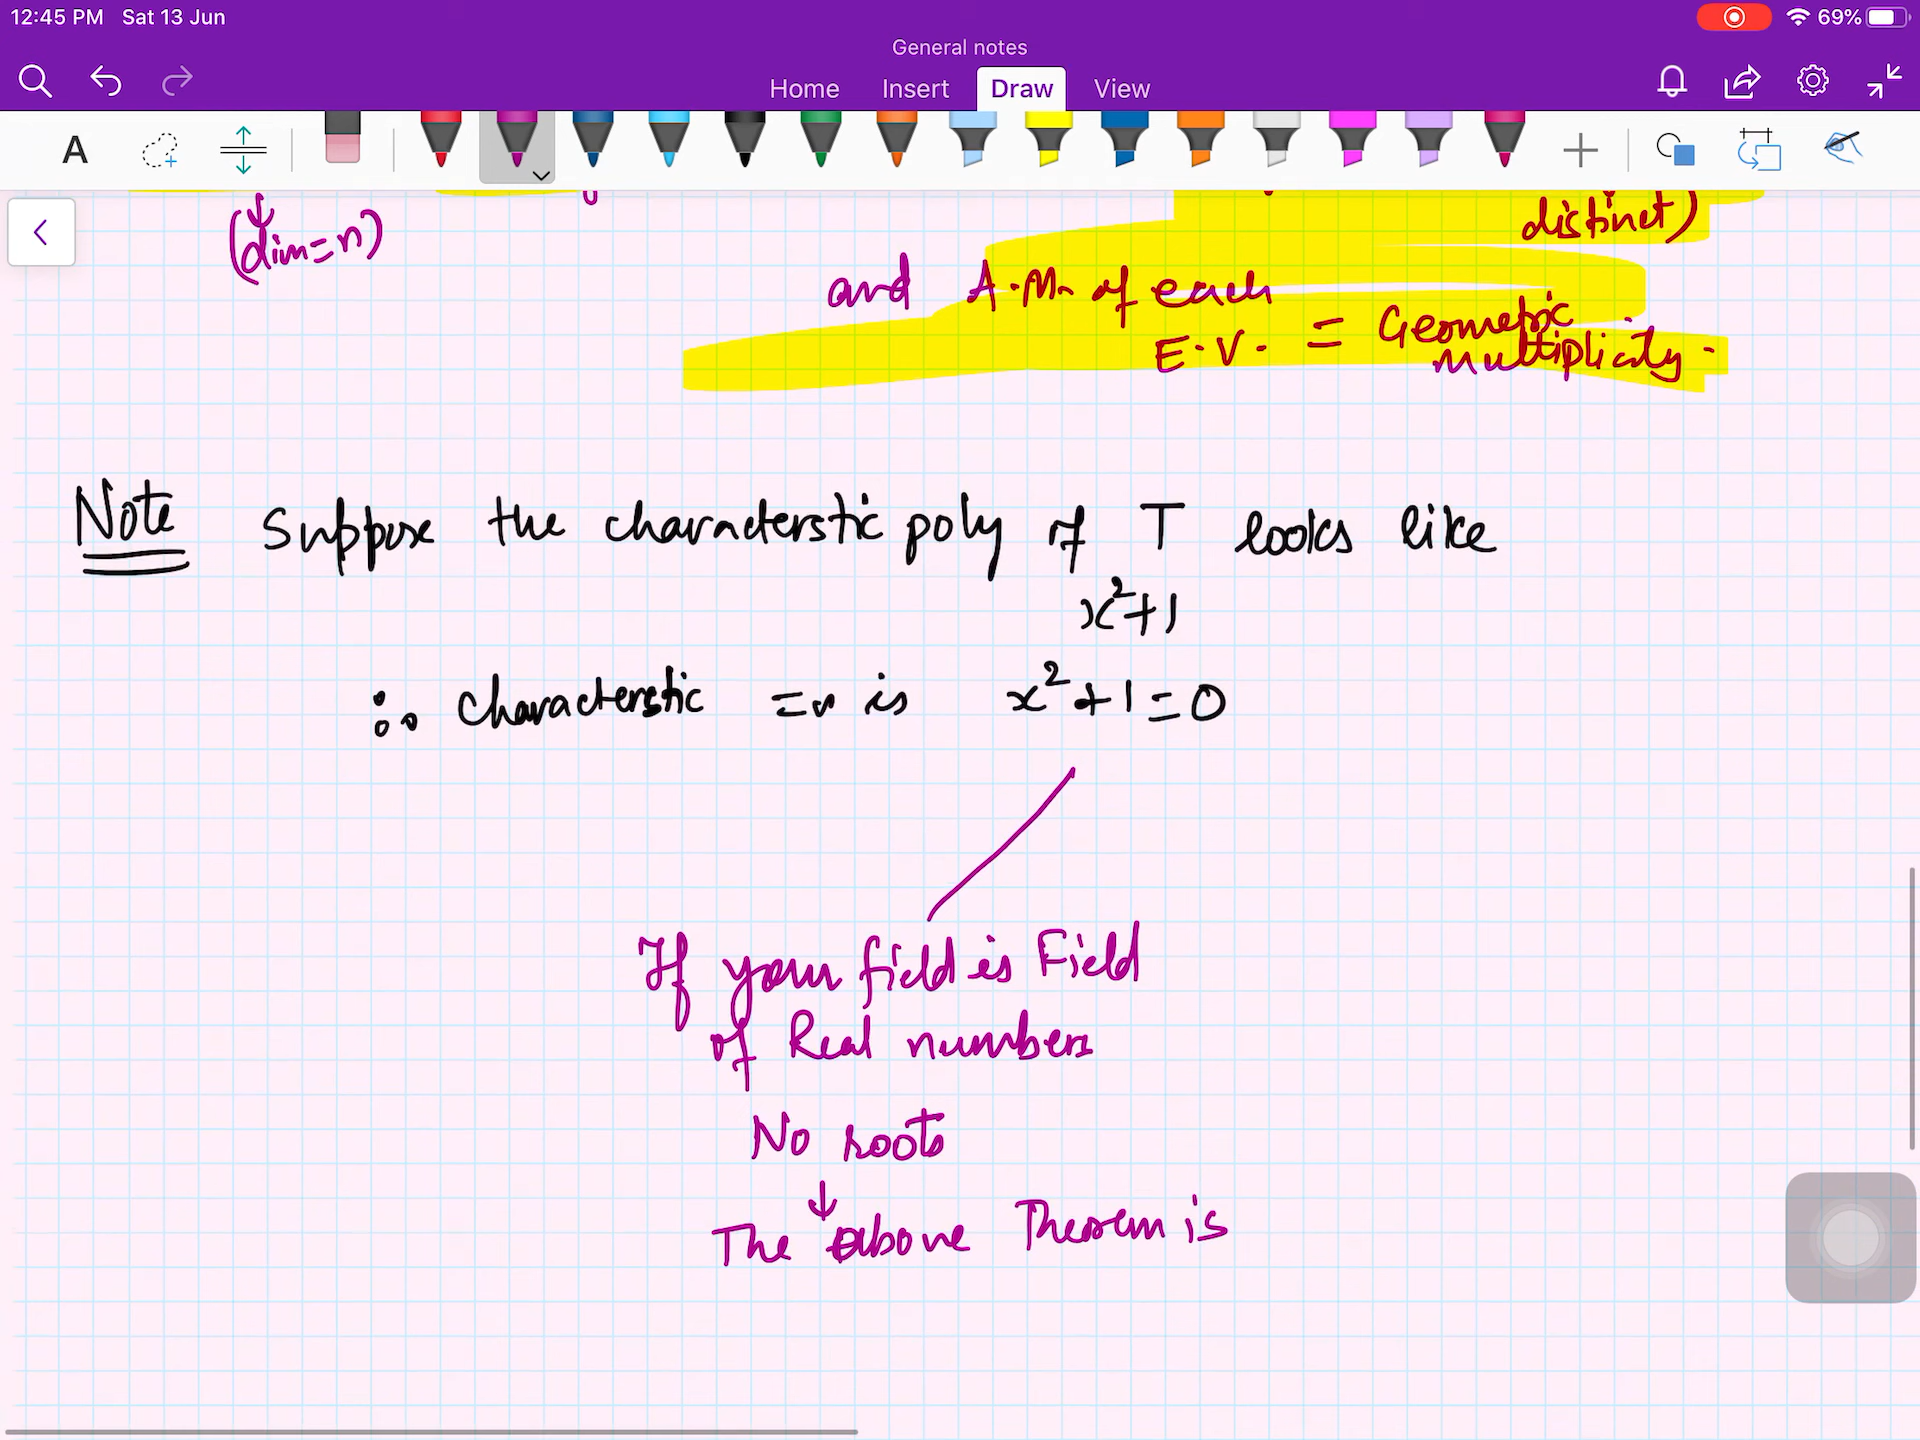 12:45 PM Sat 13 Jun
69%
General notes
Home Insert Draw View
A
distinct)
(dim=n)
and A.M. of each
E.V. = Geometric
multiplicity.
Note Suppose the characterstic poly of T looks like
x²+1
∴ characterstic =n is x²+1=0
If your field is Field
of Real numbers
No roots
↓
The above Theorem is